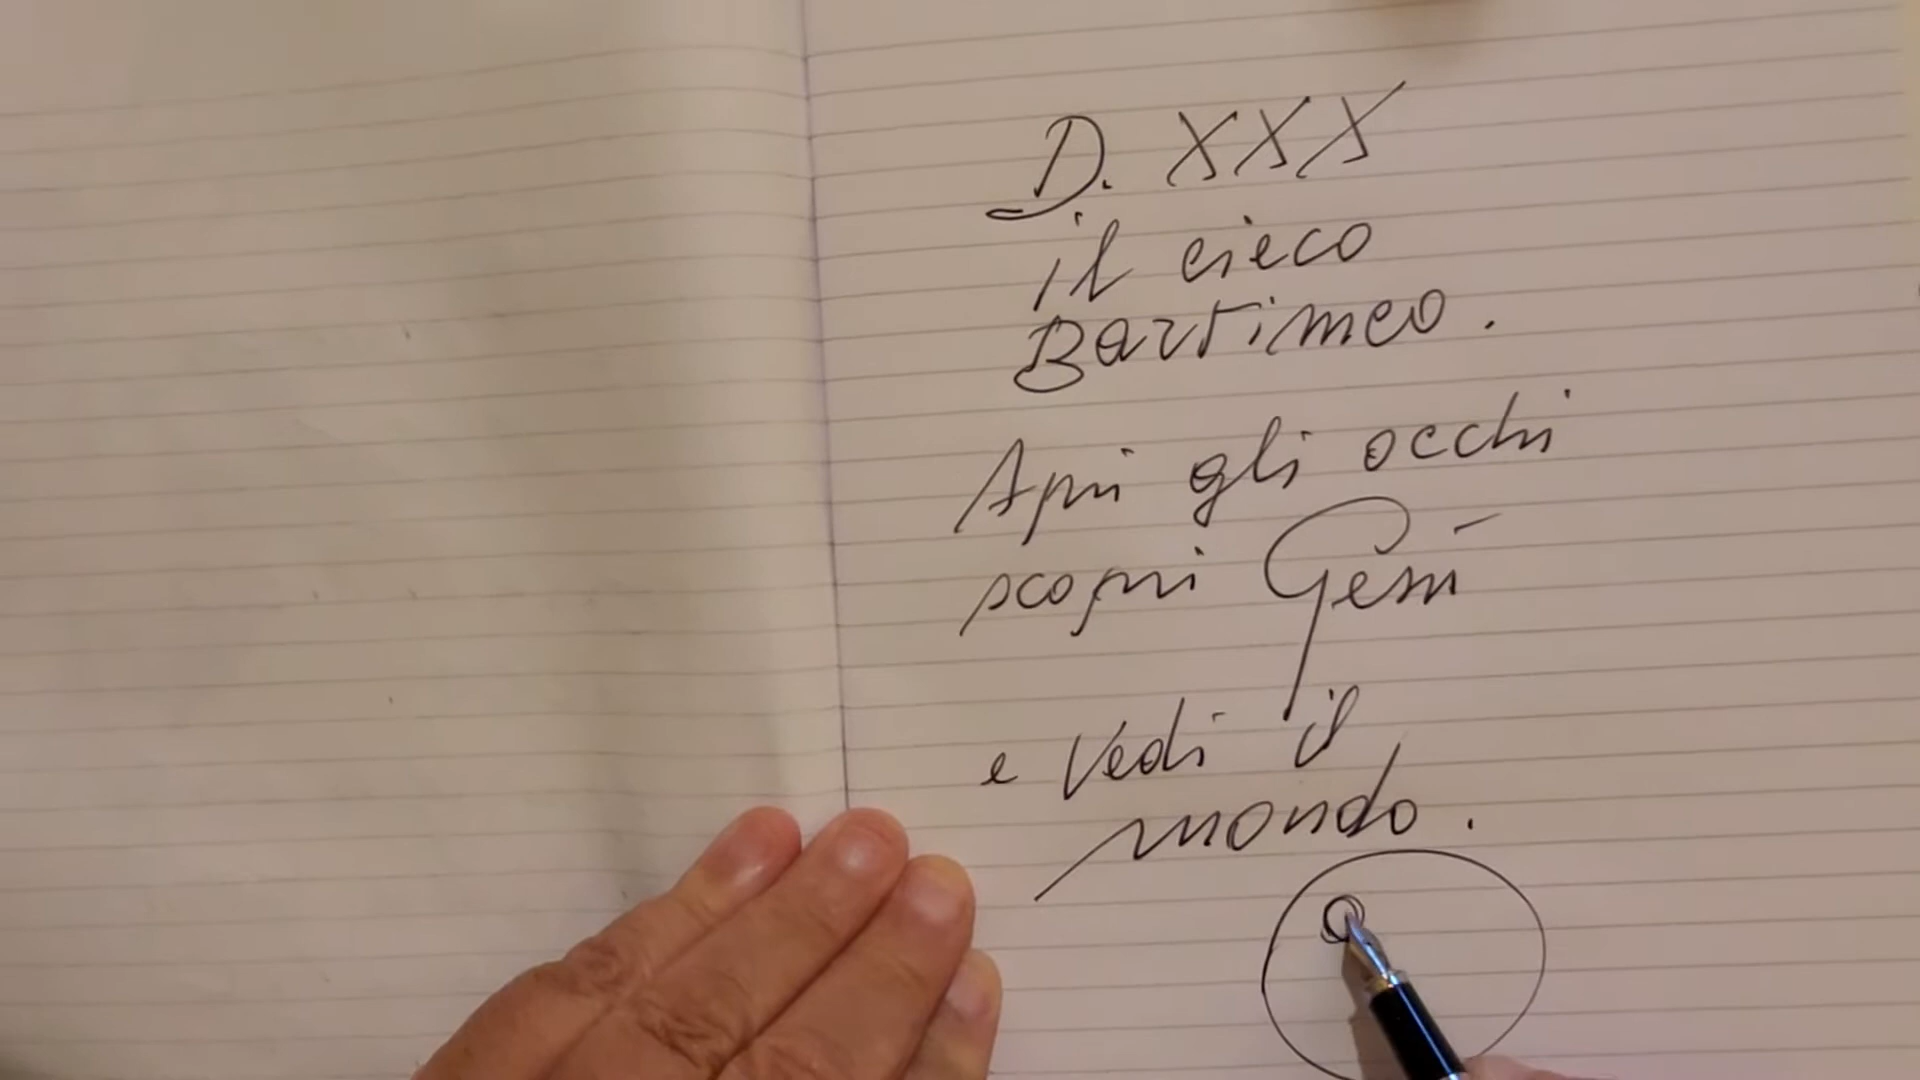 D. XXX
il cieco
Bartimeo.
Apri gli occhi
scopri Gesù
e Vedi il
mondo.